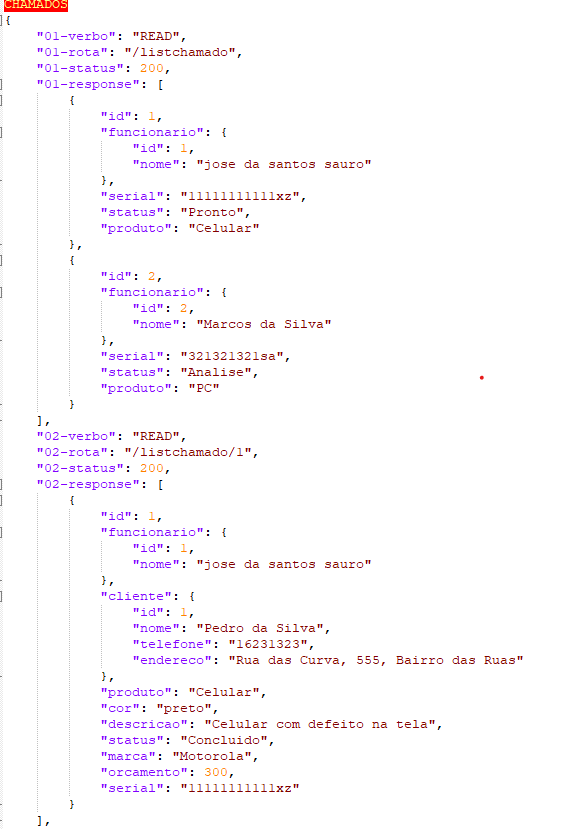 CHAMADOS
{
"01-verbo": "READ",
"01-rota": "/listchamado",
"01-status": 200,
"01-response": [
{
"id": 1,
"funcionario": {
"id": 1,
"nome": "jose da santos sauro"
},
"serial": "11111111111xz",
"status": "Pronto",
"produto": "Celular"
},
{
"id": 2,
"funcionario": {
"id": 2,
"nome": "Marcos da Silva"
},
"serial": "321321321sa",
"status": "Analise",
"produto": "PC"
}
],
"02-verbo": "READ",
"02-rota": "/listchamado/1",
"02-status": 200,
"02-response": [
{
"id": 1,
"funcionario": {
"id": 1,
"nome": "jose da santos sauro"
},
"cliente": {
"id": 1,
"nome": "Pedro da Silva",
"telefone": "16231323",
"endereco": "Rua das Curva, 555, Bairro das Ruas"
},
"produto": "Celular",
"cor": "preto",
"descricao": "Celular com defeito na tela",
"status": "Concluido",
"marca": "Motorola",
"orcamento": 300,
"serial": "11111111111xz"
}
],